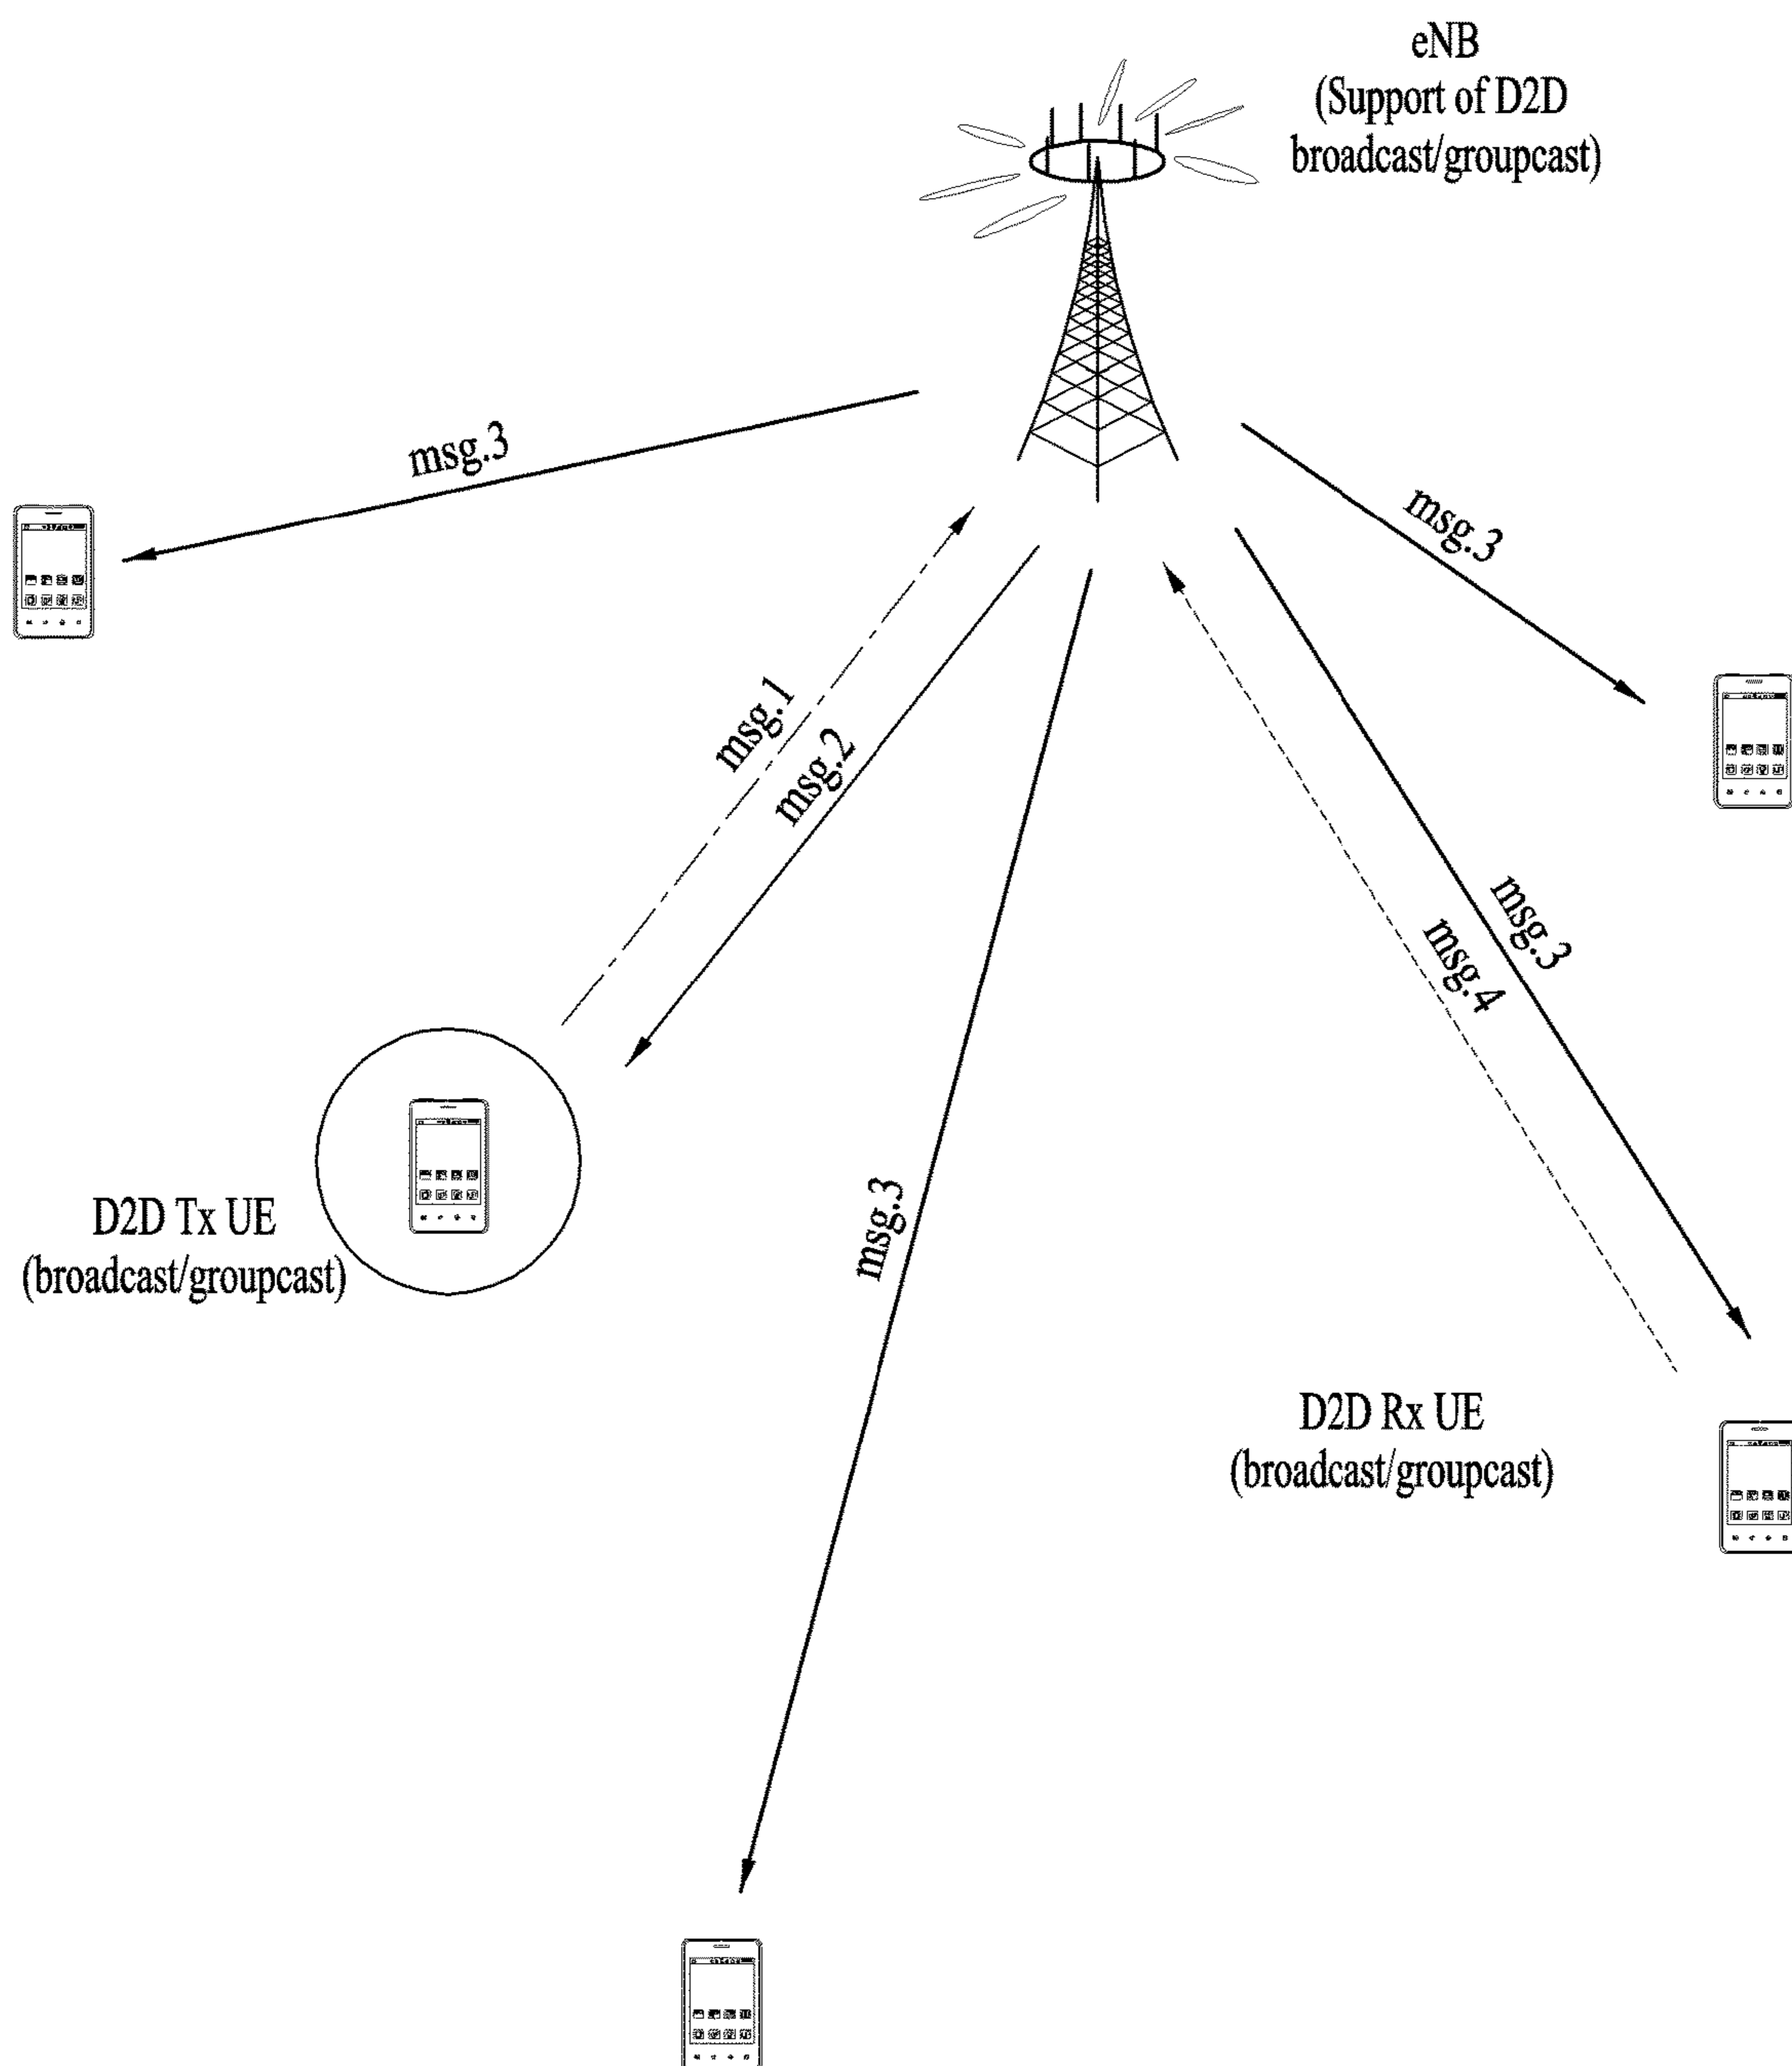 eNB
(Support of D2D
broadcast/groupcast)
msg.3
msg.3
msg.1
msg.2
msg.3
msg.4
msg.3
D2D Tx UE
(broadcast/groupcast)
D2D Rx UE
(broadcast/groupcast)